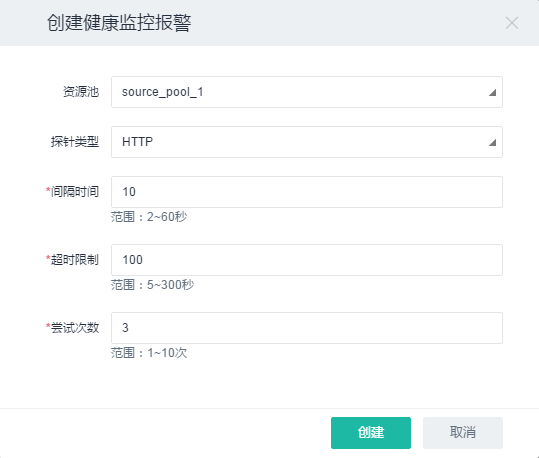 创建健康监控报警
资源池 source_pool_1
探针类型 HTTP
*间隔时间 10
范围：2~60秒
*超时限制 100
范围：5~300秒
*尝试次数 3
范围：1~10次
创建 取消